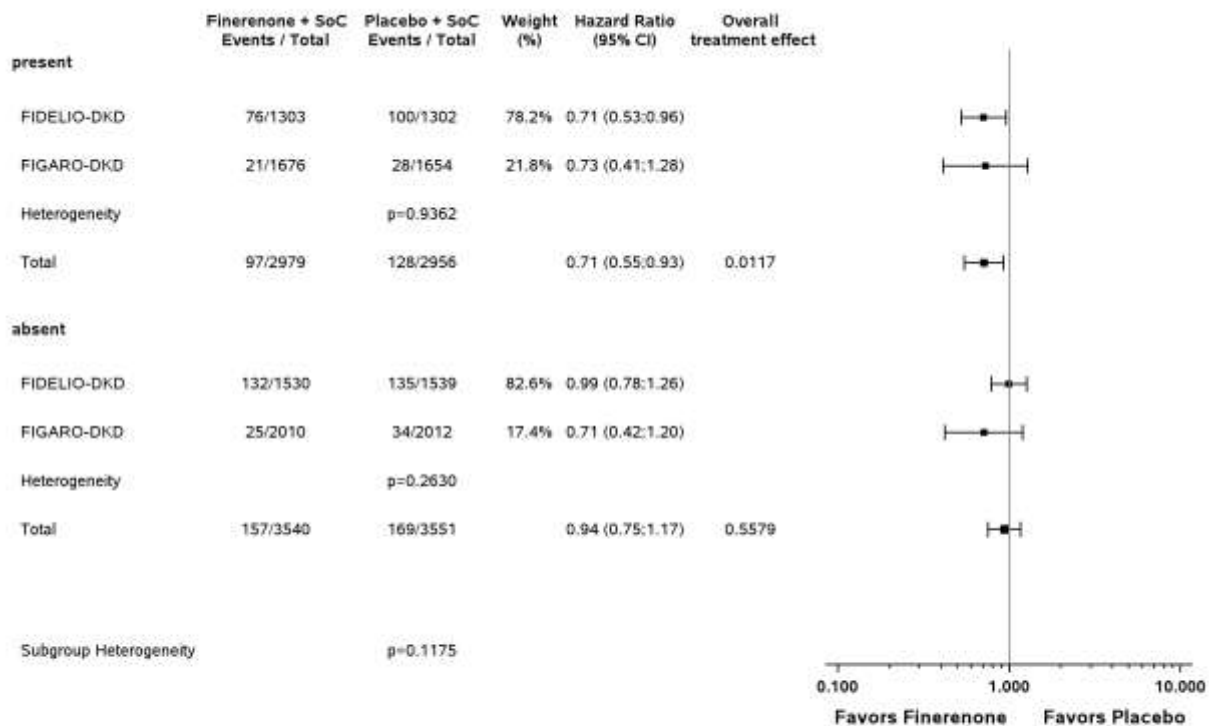 Finerenone + SoC Placebo + SoC Weight Hazard Ratio Overall
Events / Total Events / Total (%) (95% CI) treatment effect
present
FIDELIO-DKD 76/1303 100/1302 78.2% 0.71 (0.53;0.96)
FIGARO-DKD 21/1676 28/1654 21.8% 0.73 (0.41;1.28)
Heterogeneity p=0.9362
Total 97/2979 128/2956 0.71 (0.55;0.93) 0.0117
absent
FIDELIO-DKD 132/1530 135/1539 82.6% 0.99 (0.78;1.26)
FIGARO-DKD 25/2010 34/2012 17.4% 0.71 (0.42;1.20)
Heterogeneity p=0.2630
Total 157/3540 169/3551 0.94 (0.75;1.17) 0.5579
Subgroup Heterogeneity p=0.1175
0.100 1.000 10.000
Favors Finerenone Favors Placebo